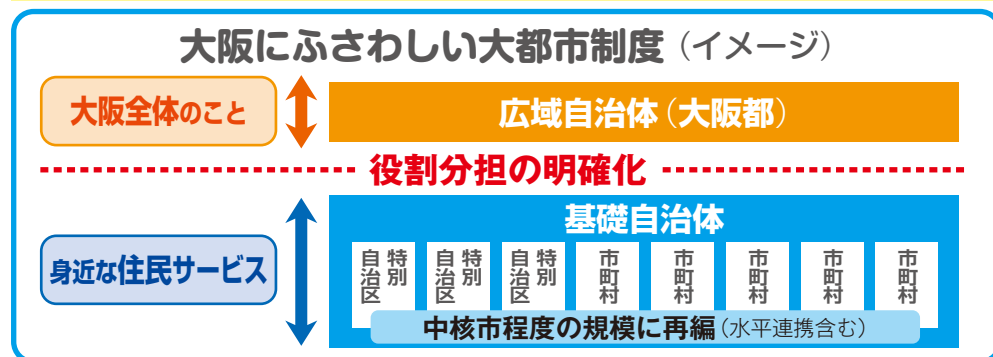 大阪にふさわしい大都市制度（イメージ）
大阪全体のこと
広域自治体（大阪都）
役割分担の明確化
基礎自治体
身近な住民サービス
特別自治区
特別自治区
特別自治区
市町村
市町村
市町村
市町村
市町村
中核市程度の規模に再編（水平連携含む）